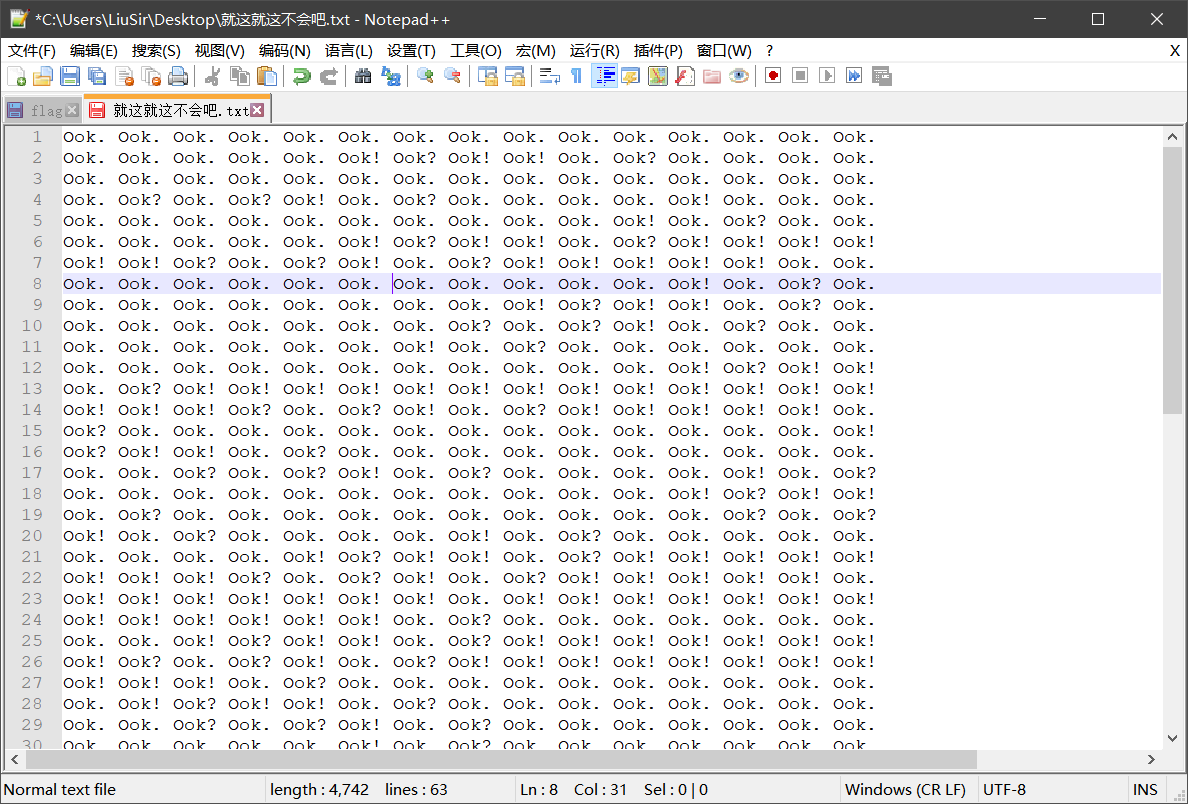 *C:\Users\LiuSir\Desktop\就这就这不会吧.txt - Notepad++
文件(F) 编辑(E) 搜索(S) 视图(V) 编码(N) 语言(L) 设置(T) 工具(O) 宏(M) 运行(R) 插件(P) 窗口(W) ? X
flag 就这就这不会吧.txt
1 Ook. Ook. Ook. Ook. Ook. Ook. Ook. Ook. Ook. Ook. Ook. Ook. Ook. Ook. Ook.
2 Ook. Ook. Ook. Ook. Ook. Ook! Ook? Ook! Ook! Ook. Ook? Ook. Ook. Ook. Ook.
3 Ook. Ook. Ook. Ook. Ook. Ook. Ook. Ook. Ook. Ook. Ook. Ook. Ook. Ook. Ook.
4 Ook. Ook? Ook. Ook? Ook! Ook. Ook? Ook. Ook. Ook. Ook. Ook! Ook. Ook. Ook.
5 Ook. Ook. Ook. Ook. Ook. Ook. Ook. Ook. Ook. Ook. Ook! Ook. Ook? Ook. Ook.
6 Ook. Ook. Ook. Ook. Ook. Ook! Ook? Ook! Ook! Ook. Ook? Ook! Ook! Ook! Ook!
7 Ook! Ook! Ook? Ook. Ook? Ook! Ook. Ook? Ook! Ook! Ook! Ook! Ook! Ook. Ook.
8 Ook. Ook. Ook. Ook. Ook. Ook. Ook. Ook. Ook. Ook. Ook. Ook! Ook. Ook? Ook.
9 Ook. Ook. Ook. Ook. Ook. Ook. Ook. Ook. Ook! Ook? Ook! Ook! Ook. Ook? Ook.
10 Ook. Ook. Ook. Ook. Ook. Ook. Ook. Ook? Ook. Ook? Ook! Ook. Ook? Ook. Ook.
11 Ook. Ook. Ook. Ook. Ook. Ook. Ook! Ook. Ook? Ook. Ook. Ook. Ook. Ook. Ook.
12 Ook. Ook. Ook. Ook. Ook. Ook. Ook. Ook. Ook. Ook. Ook. Ook! Ook? Ook! Ook!
13 Ook. Ook? Ook! Ook! Ook! Ook! Ook! Ook! Ook! Ook! Ook! Ook! Ook! Ook! Ook!
14 Ook! Ook! Ook! Ook? Ook. Ook? Ook! Ook. Ook? Ook! Ook! Ook! Ook! Ook! Ook.
15 Ook? Ook. Ook. Ook. Ook. Ook. Ook. Ook. Ook. Ook. Ook. Ook. Ook. Ook. Ook!
16 Ook? Ook! Ook! Ook. Ook? Ook. Ook. Ook. Ook. Ook. Ook. Ook. Ook. Ook. Ook.
17 Ook. Ook. Ook? Ook. Ook? Ook! Ook. Ook? Ook. Ook. Ook. Ook. Ook! Ook. Ook?
18 Ook. Ook. Ook. Ook. Ook. Ook. Ook. Ook. Ook. Ook. Ook. Ook! Ook? Ook! Ook!
19 Ook. Ook? Ook. Ook. Ook. Ook. Ook. Ook. Ook. Ook. Ook. Ook. Ook? Ook. Ook?
20 Ook! Ook. Ook? Ook. Ook. Ook. Ook. Ook! Ook. Ook? Ook. Ook. Ook. Ook. Ook.
21 Ook. Ook. Ook. Ook. Ook! Ook? Ook! Ook! Ook. Ook? Ook! Ook! Ook! Ook! Ook!
22 Ook! Ook! Ook! Ook? Ook. Ook? Ook! Ook. Ook? Ook! Ook! Ook! Ook! Ook! Ook.
23 Ook! Ook! Ook! Ook! Ook! Ook! Ook! Ook. Ook! Ook! Ook! Ook! Ook! Ook! Ook!
24 Ook! Ook! Ook! Ook! Ook! Ook! Ook. Ook? Ook. Ook. Ook. Ook. Ook. Ook. Ook.
25 Ook. Ook. Ook! Ook? Ook! Ook! Ook. Ook? Ook! Ook! Ook! Ook! Ook! Ook! Ook!
26 Ook! Ook? Ook. Ook? Ook! Ook. Ook? Ook! Ook! Ook! Ook! Ook! Ook! Ook! Ook!
27 Ook! Ook! Ook! Ook. Ook? Ook. Ook. Ook. Ook. Ook. Ook. Ook. Ook. Ook. Ook.
28 Ook. Ook! Ook? Ook! Ook! Ook. Ook? Ook. Ook. Ook. Ook. Ook. Ook. Ook. Ook.
29 Ook. Ook. Ook? Ook. Ook? Ook! Ook. Ook? Ook. Ook. Ook. Ook. Ook. Ook. Ook.
30 Ook. Ook. Ook. Ook. Ook. Ook! Ook. Ook? Ook. Ook. Ook. Ook. Ook. Ook. Ook.
Normal text file length : 4,742 lines : 63 Ln : 8 Col : 31 Sel : 0 | 0 Windows (CR LF) UTF-8 INS